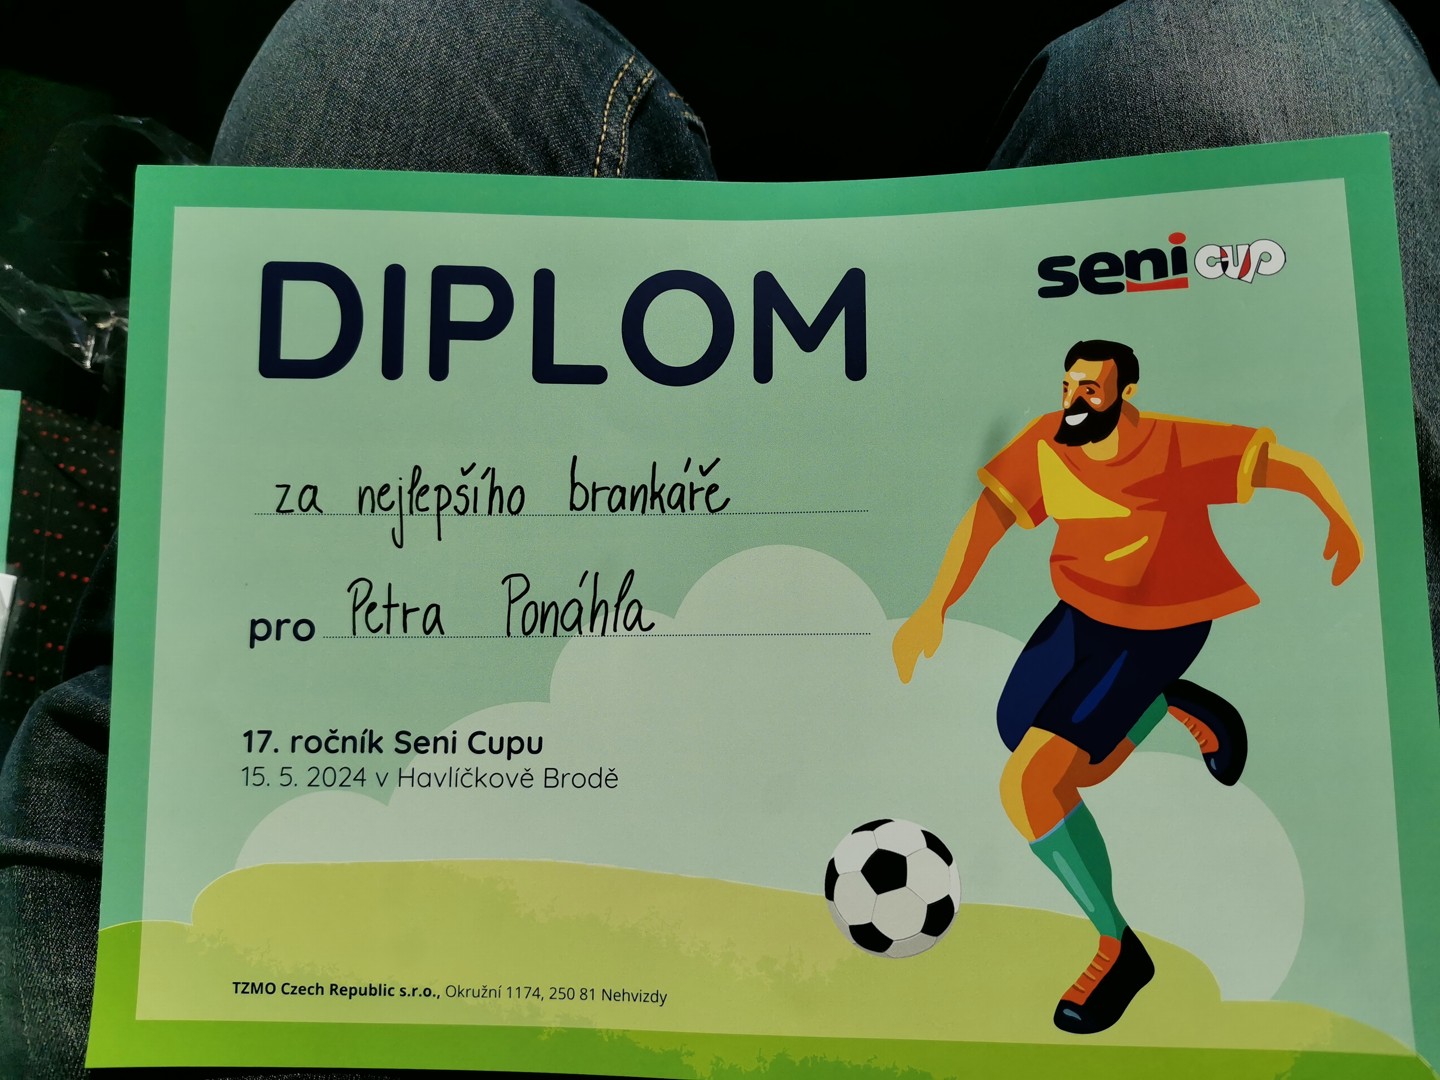 DIPLOM
seni cup
za nejlepšího brankáře
pro Petra Ponáhla
17. ročník Seni Cupu
15. 5. 2024 v Havlíčkově Brodě
TZMO Czech Republic s.r.o., Okružní 1174, 250 81 Nehvizdy